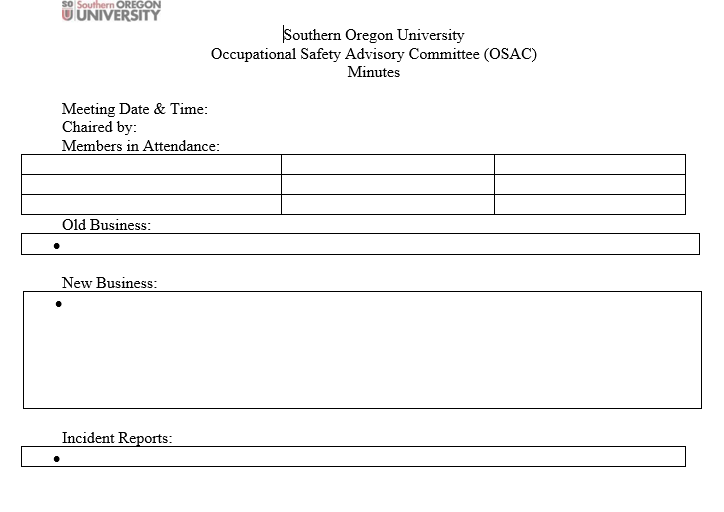 SO Southern OREGON
U UNIVERSITY
Southern Oregon University
Occupational Safety Advisory Committee (OSAC)
Minutes
Meeting Date & Time:
Chaired by:
Members in Attendance:
Old Business:
•
New Business:
•
Incident Reports:
•